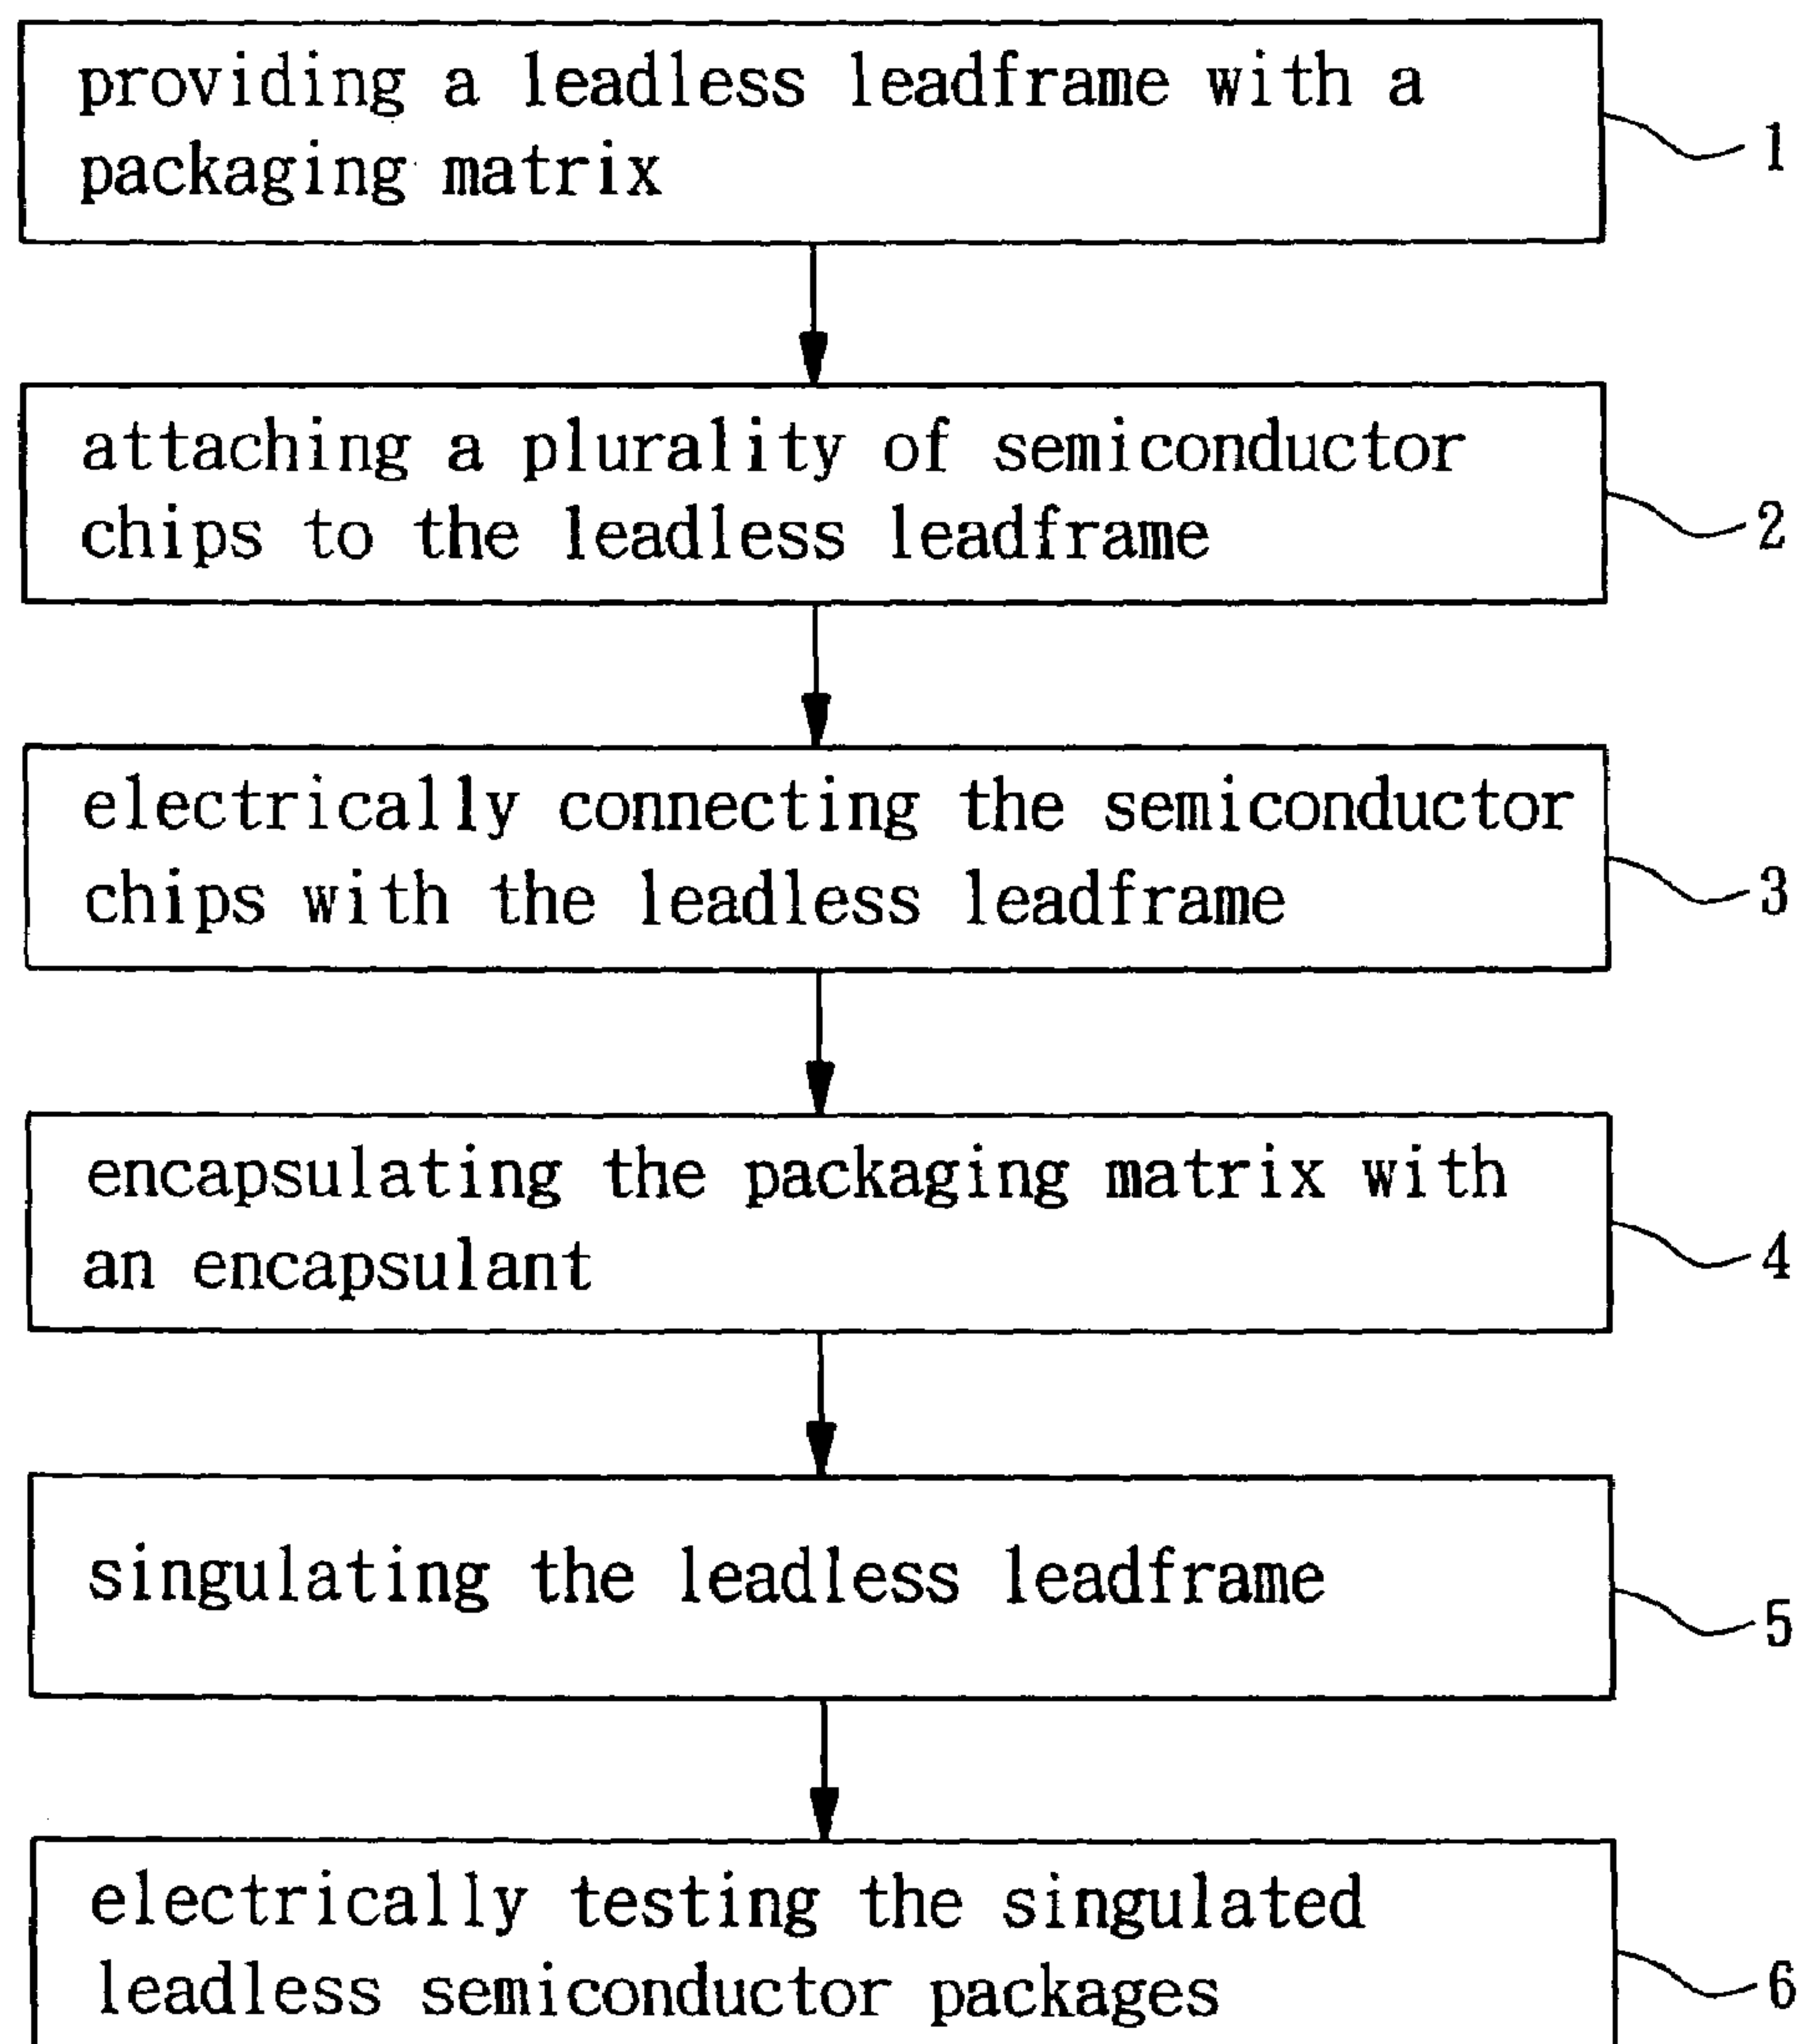 providing a leadless leadframe with a
packaging matrix
1
attaching a plurality of semiconductor
chips to the leadless leadframe
2
electrically connecting the semiconductor
chips with the leadless leadframe
3
encapsulating the packaging matrix with
an encapsulant
4
singulating the leadless leadframe
5
electrically testing the singulated
leadless semiconductor packages
6